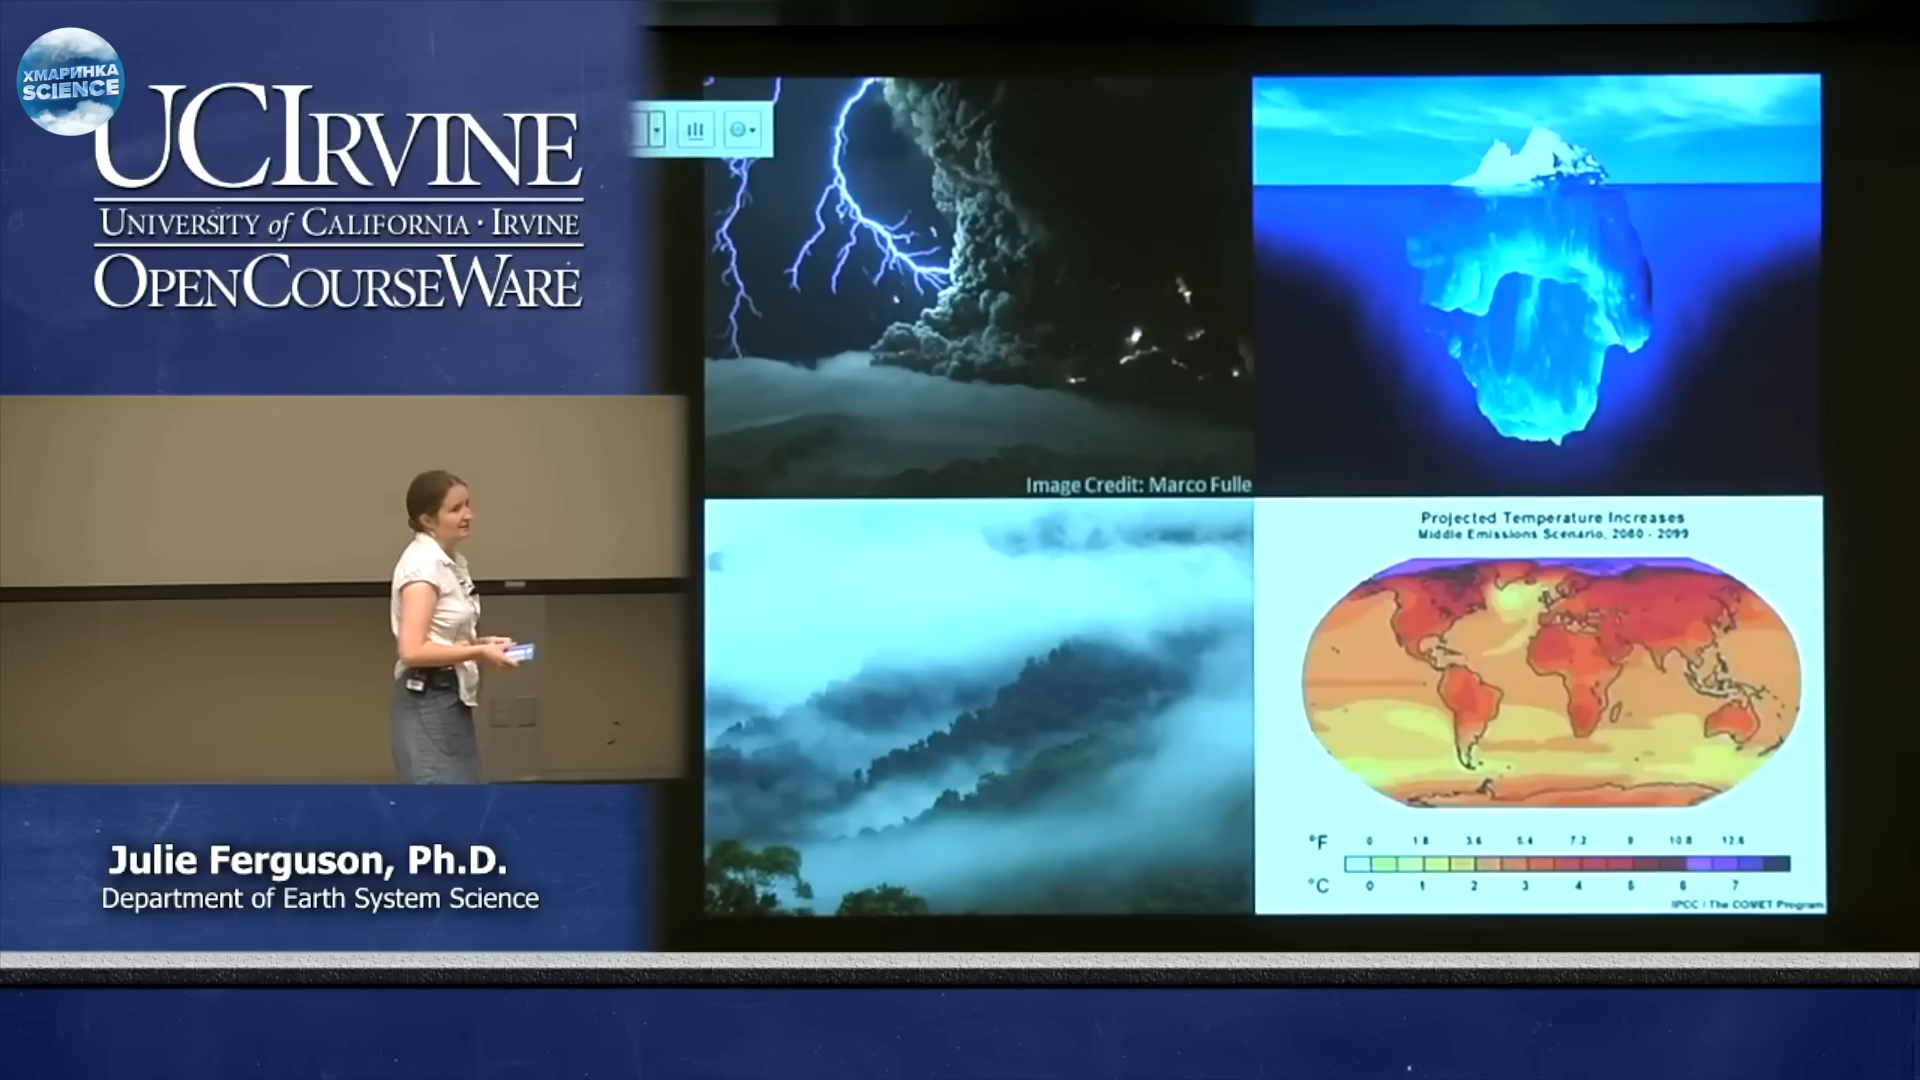 ХМАРИНКА
SCIENCE
UCIRVINE
UNIVERSITY of CALIFORNIA · IRVINE
OPENCOURSEWARE
Image Credit: Marco Fulle
Projected Temperature Increases
Middle Emissions Scenario, 2080 - 2099
°F 0 1.8 3.6 5.4 7.2 9 10.8 12.6
°C 0 1 2 3 4 5 6 7
IPCC / The COMET Program
Julie Ferguson, Ph.D.
Department of Earth System Science